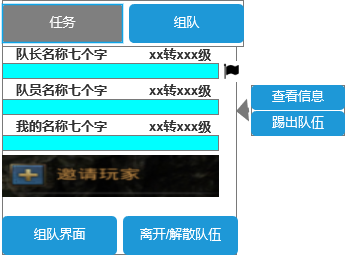 任务 组队
队长名称七个字 xx转xxx级
队员名称七个字 xx转xxx级
查看信息
踢出队伍
我的名称七个字 xx转xxx级
邀请玩家
组队界面 离开/解散队伍